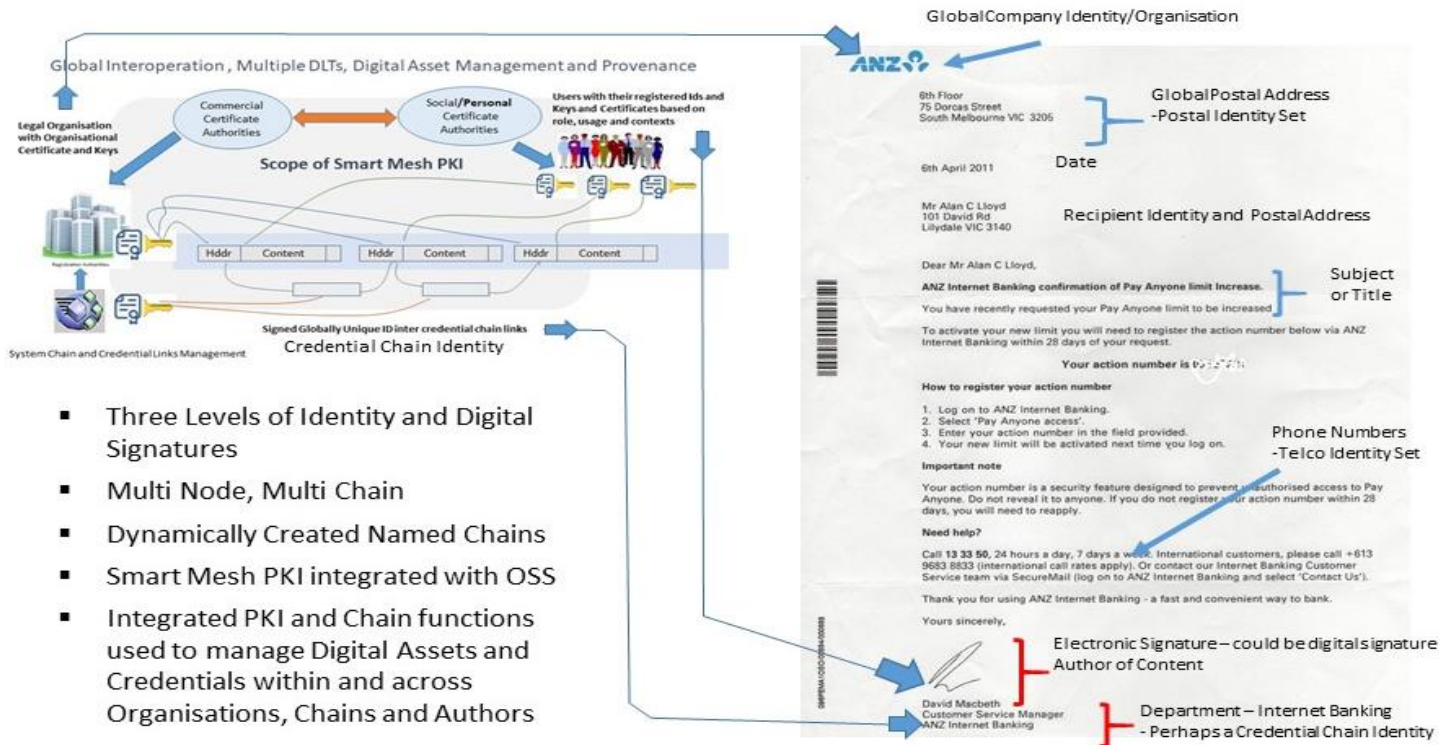 GlobalCompany Identity/Organisation
Global Interoperation , Multiple DLTs, Digital Asset Management and Provenance
Commercial
Certificate
Authorities
Social/Personal
Certificate
Authorities
Users with their registered Ids and
Keys and Certificates based on
role, usage and contexts
Legal Organisation
with Organisational
Certificate and Keys
Scope of Smart Mesh PKI
Registration Authorities
Hddr
Content
Hddr
Content
Hddr
Content
System Chain and Credential Links Management
Signed Globally Unique ID inter credential chain links
Credential Chain Identity
▪ Three Levels of Identity and Digital
Signatures
▪ Multi Node, Multi Chain
▪ Dynamically Created Named Chains
▪ Smart Mesh PKI integrated with OSS
▪ Integrated PKI and Chain functions
used to manage Digital Assets and
Credentials within and across
Organisations, Chains and Authors
ANZ
6th Floor
75 Dorcas Street
South Melbourne VIC 3205
GlobalPostal Address
-Postal Identity Set
6th April 2011
Date
Mr Alan C Lloyd
101 David Rd
Lilydale VIC 3140
Recipient Identity and PostalAddress
Dear Mr Alan C Lloyd,
ANZ Internet Banking confirmation of Pay Anyone limit Increase.
You have recently requested your Pay Anyone limit to be increased
Subject
or Title
To activate your new limit you will need to register the action number below via ANZ
Internet Banking within 28 days of your request.
Your action number is
How to register your action number
1. Log on to ANZ Internet Banking.
2. Select 'Pay Anyone access'.
3. Enter your action number in the field provided.
4. Your new limit will be activated next time you log on.
Phone Numbers
-Telco Identity Set
Important note
Your action number is a security feature designed to prevent unauthorised access to Pay
Anyone. Do not reveal it to anyone. If you do not register your action number within 28
days, you will need to reapply.
Need help?
Call 13 33 50, 24 hours a day, 7 days a week. International customers, please call +613
9683 8833 (international call rates apply). Or contact our Internet Banking Customer
Service team via SecureMail (log on to ANZ Internet Banking and select 'Contact Us').
Thank you for using ANZ Internet Banking - a fast and convenient way to bank.
Yours sincerely,
Electronic Signature – could be digitalsignature
Author of Content
David Macbeth
Customer Service Manager
ANZ Internet Banking
Department – Internet Banking
- Perhaps a Credential Chain Identity